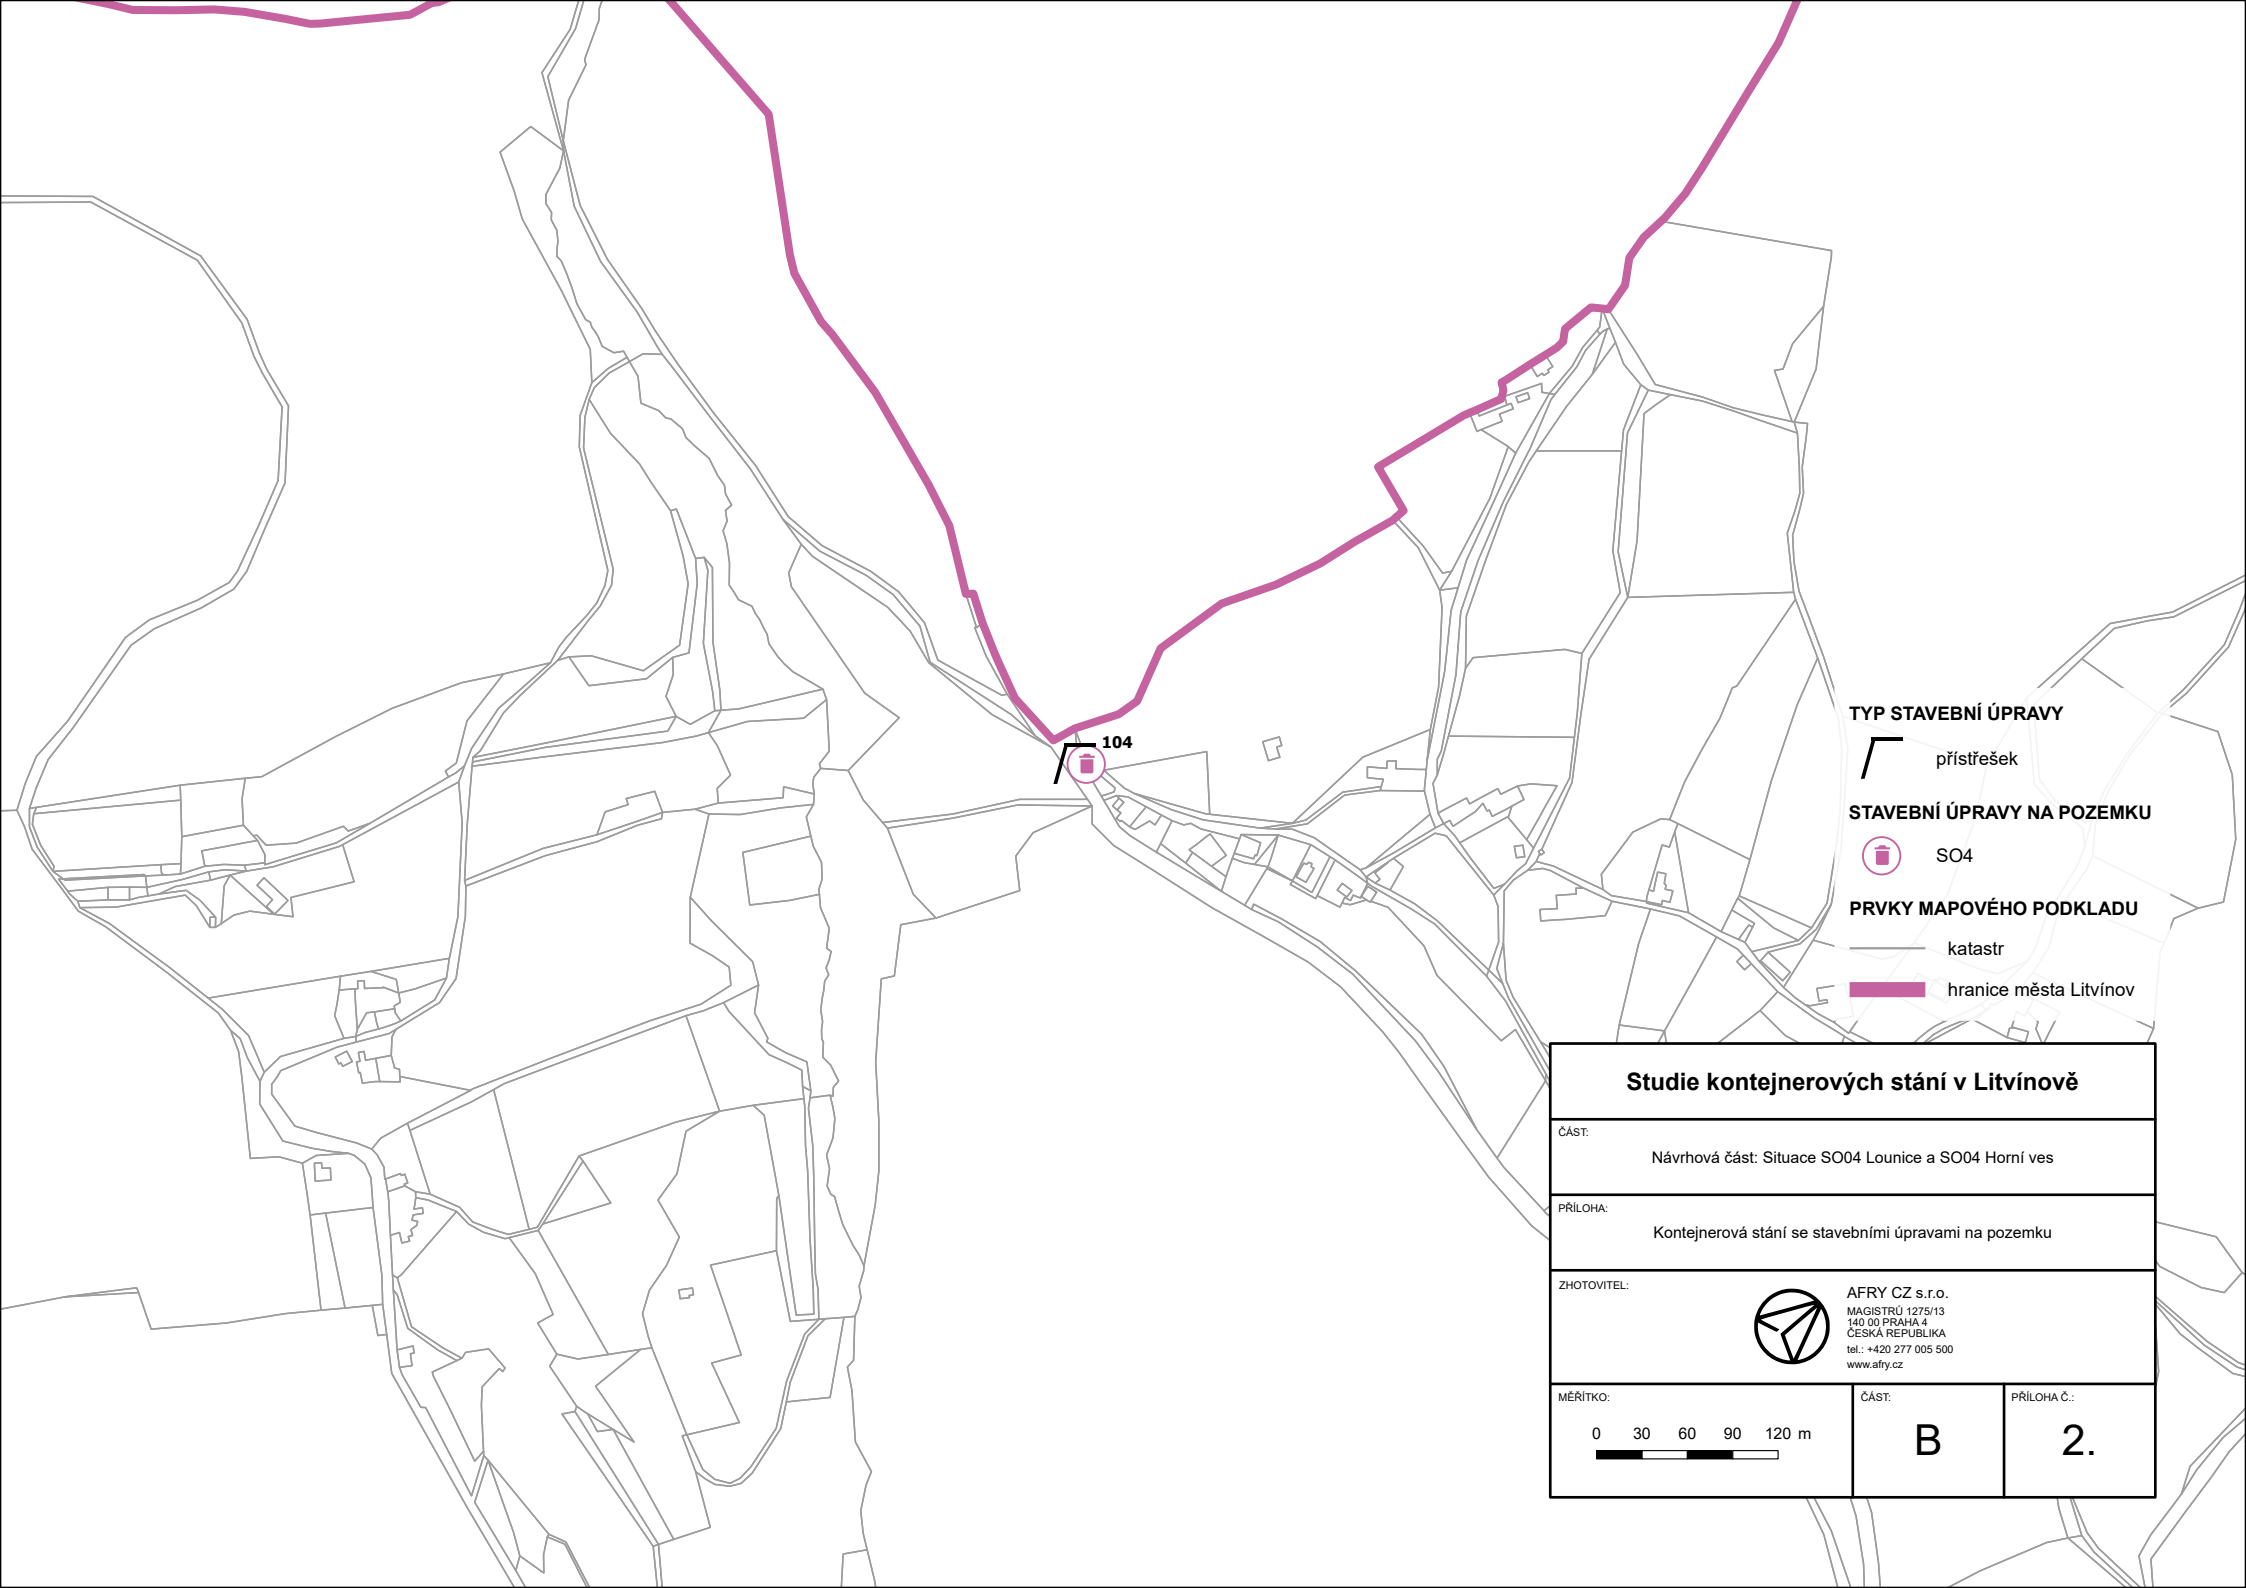 104
TYP STAVEBNÍ ÚPRAVY
přístřešek
STAVEBNÍ ÚPRAVY NA POZEMKU
SO4
PRVKY MAPOVÉHO PODKLADU
katastr
hranice města Litvínov
Studie kontejnerových stání v Litvínově
ČÁST:
Návrhová část: Situace SO04 Lounice a SO04 Horní ves
PŘÍLOHA:
Kontejnerová stání se stavebními úpravami na pozemku
ZHOTOVITEL:
AFRY CZ s.r.o.
MAGISTRŮ 1275/13
140 00 PRAHA 4
ČESKÁ REPUBLIKA
tel.: +420 277 005 500
www.afry.cz
MĚŘÍTKO:
0 30 60 90 120 m
ČÁST:
B
PŘÍLOHA Č.:
2.